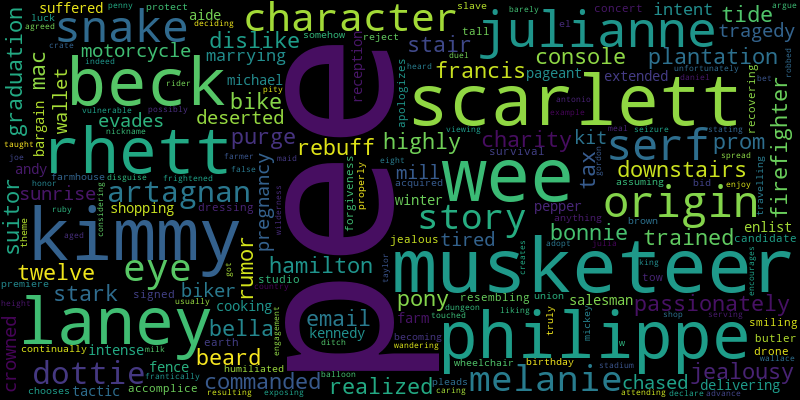 suffered
protect
aide
luck
agreed
penny
snake
motorcycle
deciding
marrying
character
dislike
stair
somehow
reject
concert
slave
barely
el
argue
tall
duel
intent
tide
julianne
tragedy
console
plantation
francis
pageant
unfortunately
extended
daniel
bet
robbed
heard
apologizes
michael
pity
bike
deserted
reception
graduation
mac
bargain
wallet
beck
crate
indeed
rider
vulnerable
possibly
nickname
evades
taught
joe
andy
rhett
purge
rebuff
highly
scarlett
antonio
example
charity
viewing
meal
seizure
stating
kit
gordon
tax
serf
prom
recovering
firefighter
spread
travelling
downstairs
assuming
bid
enjoy
survival
eight
mill
acquired
wee
farmer
false
maid
farmhouse
disguise
frightened
honor
ruby
sunrise
artagnan
pregnancy
wilderness
forgiveness
properly
winter
pepper
anything
origin
brown
candidate
enlist
suitor
theme
considering
shopping
dressing
aged
kimmy
rumor
story
jealous
tired
bonnie
adopt
julia
trained
king
encourages
creates
musketeer
twelve
eye
got
hamilton
studio
taylor
pee
premiere
stark
signed
usually
biker
cooking
country
engagement
pony
resembling
union
salesman
tow
passionately
height
laney
bella
earth
email
kennedy
ditch
touched
dungeon
liking
truly
mickey
shop
serving
smiling
farm
becoming
wandering
philippe
w
butler
drone
crowned
continually
intense
milk
beard
humiliated
balloon
wheelchair
birthday
stadium
wallace
jealousy
dottie
fence
frantically
chooses
tactic
accomplice
commanded
resulting
exposing
realized
pleads
caring
melanie
chased
delivering
attending
declare
advance